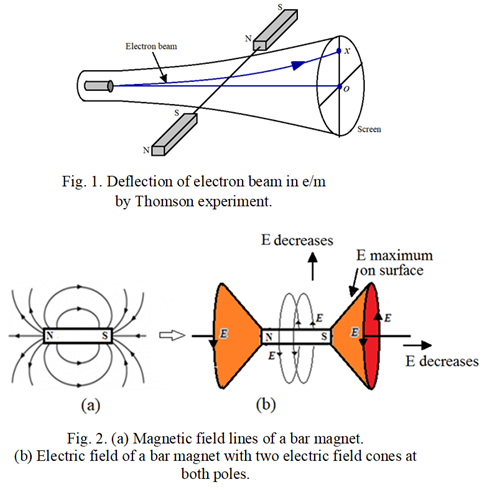 S
N
Electron beam
X
S
O
N
Screen
Fig. 1. Deflection of electron beam in e/m
by Thomson experiment.
E decreases
E maximum
on surface
N S
E
N S
E
E
E
E
E decreases
(a)
(b)
Fig. 2. (a) Magnetic field lines of a bar magnet.
(b) Electric field of a bar magnet with two electric field cones at
both poles.